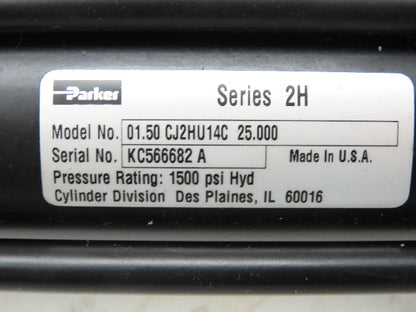 Parker
Series 2H
Model No. 01.50 CJ2HU14C 25.000
Serial No. KC566682 A Made In U.S.A.
Pressure Rating: 1500 psi Hyd
Cylinder Division Des Plaines, IL 60016